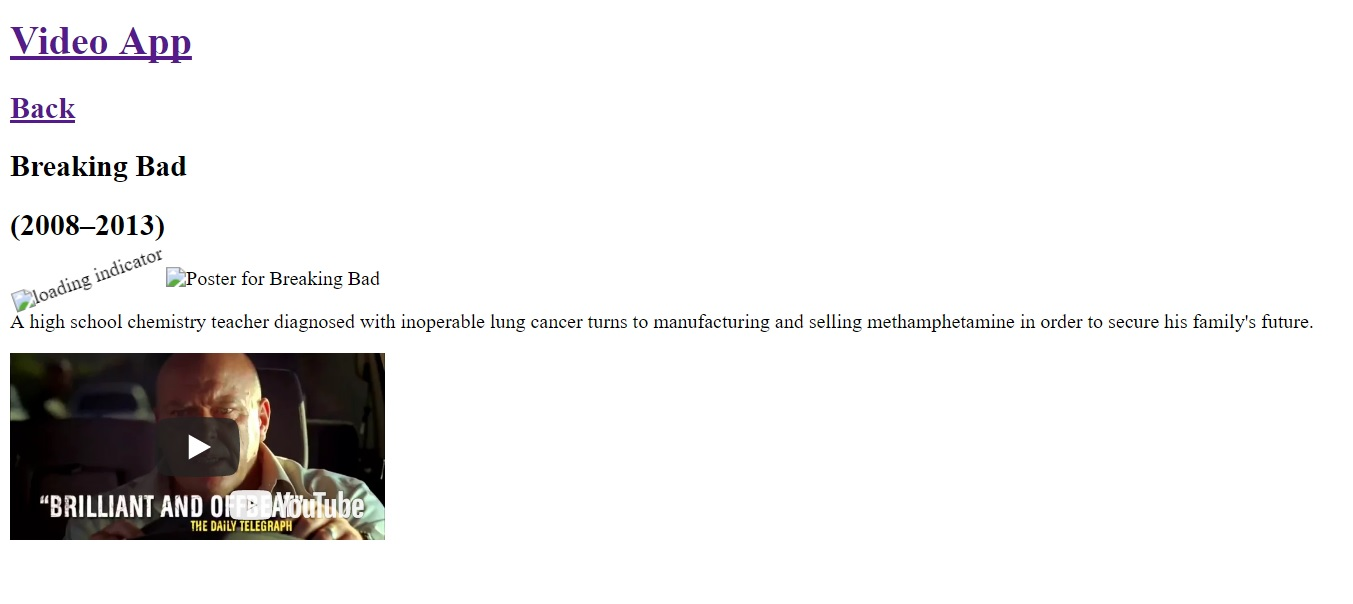 Video App
Back
Breaking Bad
(2008–2013)
loading indicator
Poster for Breaking Bad
A high school chemistry teacher diagnosed with inoperable lung cancer turns to manufacturing and selling methamphetamine in order to secure his family's future.
“BRILLIANT AND OFFBEAT”
YouTube
THE DAILY TELEGRAPH